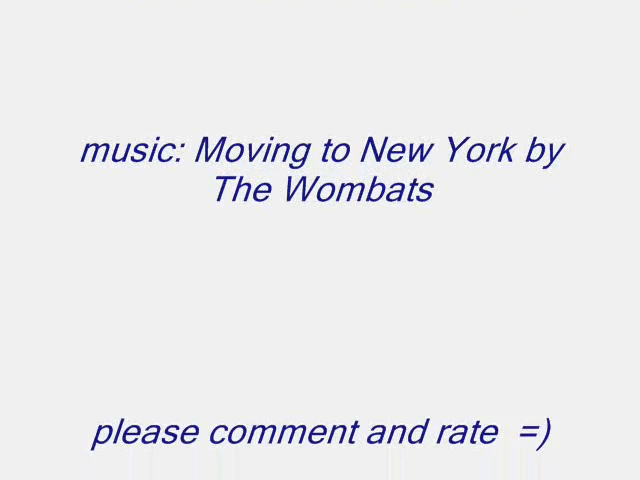 music: Moving to New York by
The Wombats
please comment and rate  =)